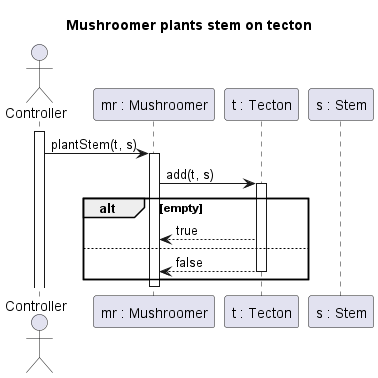 Mushroomer plants stem on tecton
Controller
mr : Mushroomer
t : Tecton
s : Stem
plantStem(t, s)
add(t, s)
alt
[empty]
true
false
Controller
mr : Mushroomer
t : Tecton
s : Stem